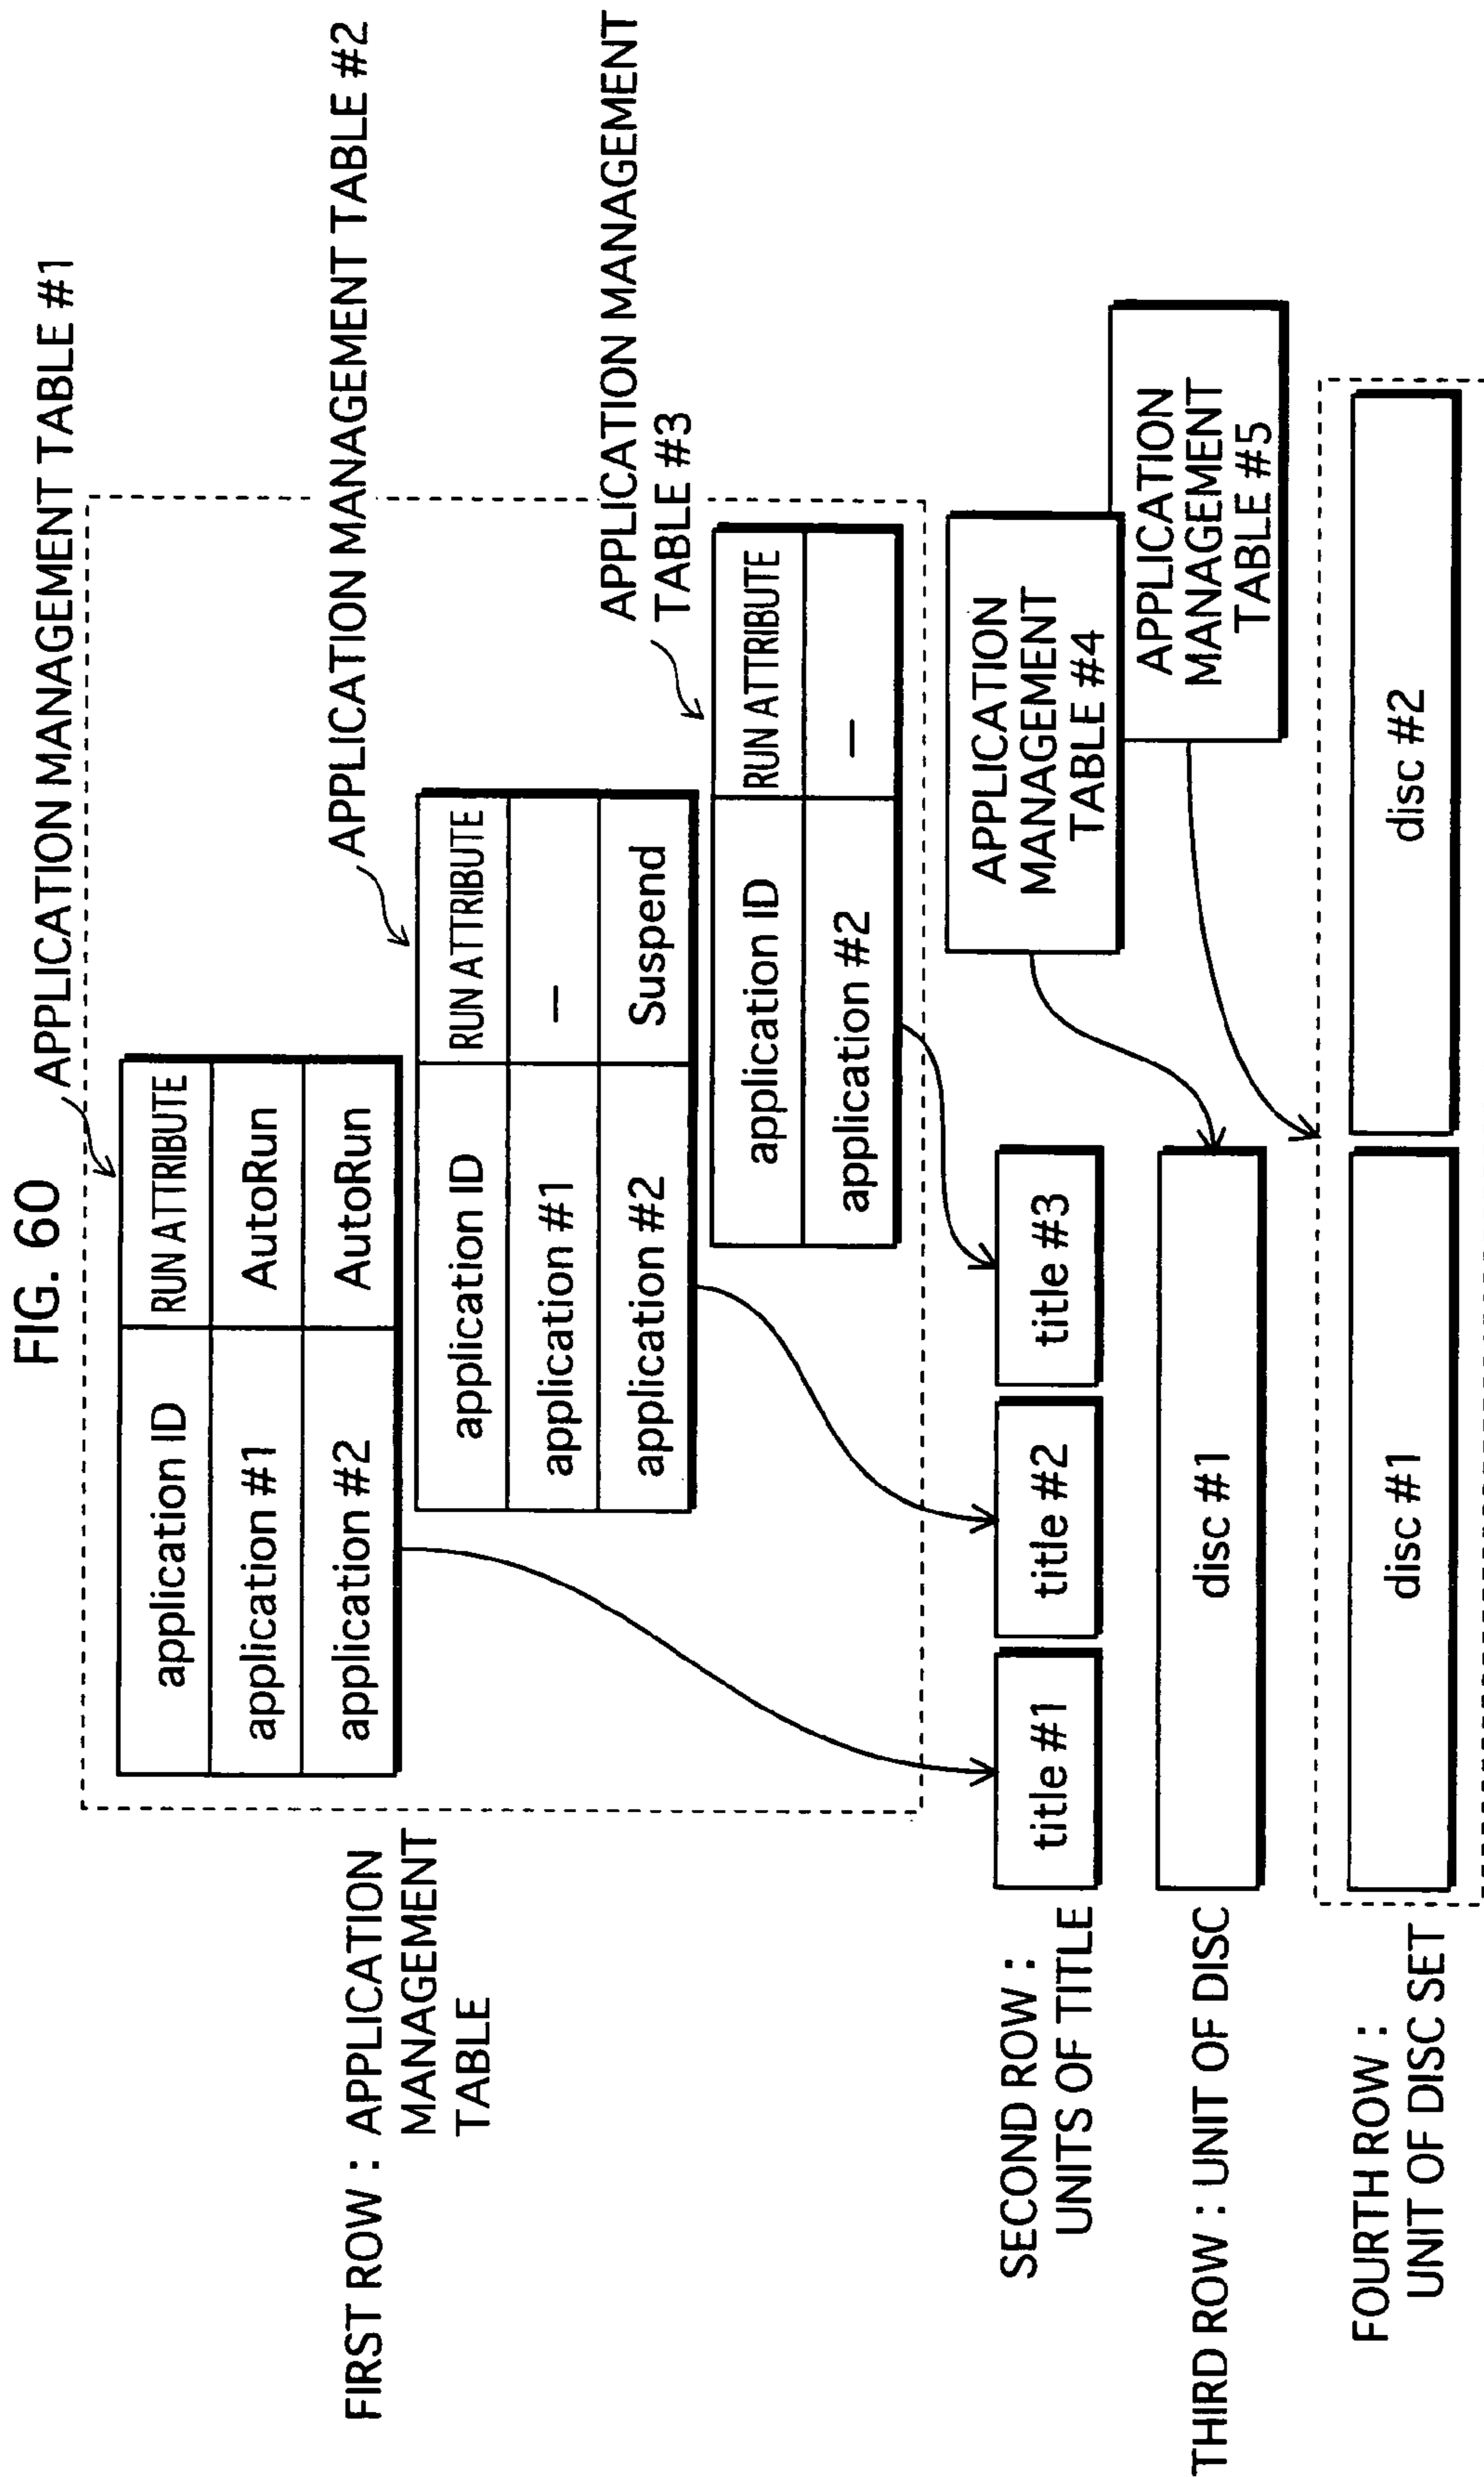 FIG. 60
APPLICATION MANAGEMENT TABLE #1
APPLICATION MANAGEMENT TABLE #2
APPLICATION MANAGEMENT
TABLE #3
FIRST ROW : APPLICATION
MANAGEMENT
TABLE
application ID RUN ATTRIBUTE
application #1 AutoRun
application #2 AutoRun
application ID RUN ATTRIBUTE
application #1 –
application #2 Suspend
application ID RUN ATTRIBUTE
application #2 –
APPLICATION
MANAGEMENT
TABLE #4
APPLICATION
MANAGEMENT
TABLE #5
SECOND ROW :
UNITS OF TITLE
title #1 title #2 title #3
THIRD ROW : UNIT OF DISC
disc #1
FOURTH ROW :
UNIT OF DISC SET
disc #1 disc #2